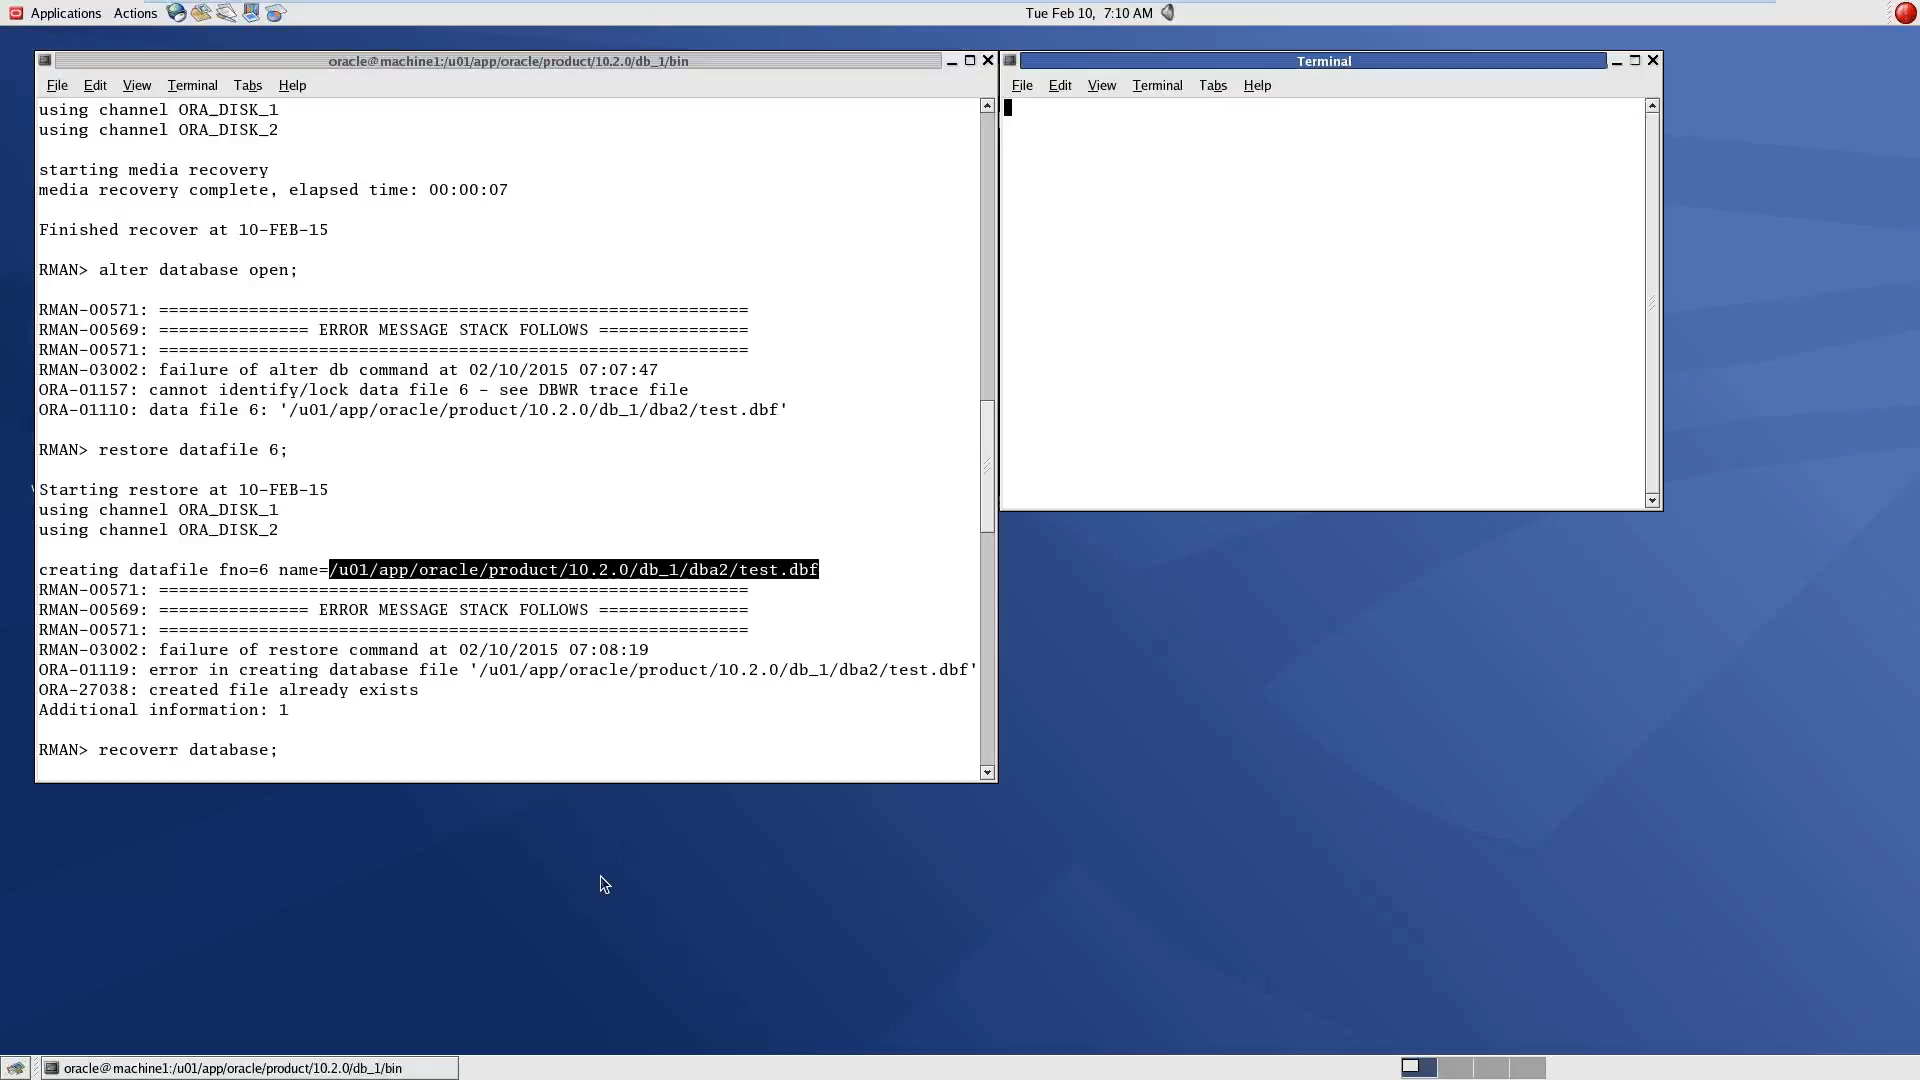 Applications Actions
Tue Feb 10, 7:10 AM
oracle@machine1:/u01/app/oracle/product/10.2.0/db_1/bin
File Edit View Terminal Tabs Help
using channel ORA_DISK_1
using channel ORA_DISK_2
starting media recovery
media recovery complete, elapsed time: 00:00:07
Finished recover at 10-FEB-15
RMAN> alter database open;
RMAN-00571: ===========================================================
RMAN-00569: =============== ERROR MESSAGE STACK FOLLOWS ===============
RMAN-00571: ===========================================================
RMAN-03002: failure of alter db command at 02/10/2015 07:07:47
ORA-01157: cannot identify/lock data file 6 - see DBWR trace file
ORA-01110: data file 6: '/u01/app/oracle/product/10.2.0/db_1/dba2/test.dbf'
RMAN> restore datafile 6;
Starting restore at 10-FEB-15
using channel ORA_DISK_1
using channel ORA_DISK_2
creating datafile fno=6 name=/u01/app/oracle/product/10.2.0/db_1/dba2/test.dbf
RMAN-00571: ===========================================================
RMAN-00569: =============== ERROR MESSAGE STACK FOLLOWS ===============
RMAN-00571: ===========================================================
RMAN-03002: failure of restore command at 02/10/2015 07:08:19
ORA-01119: error in creating database file '/u01/app/oracle/product/10.2.0/db_1/dba2/test.dbf'
ORA-27038: created file already exists
Additional information: 1
RMAN> recoverr database;
Terminal
File Edit View Terminal Tabs Help
oracle@machine1:/u01/app/oracle/product/10.2.0/db_1/bin